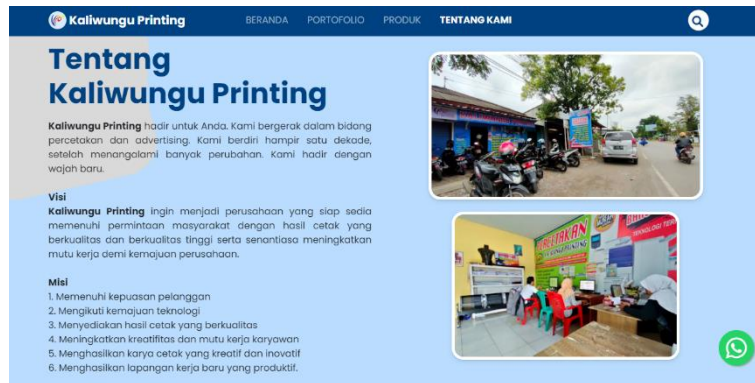 Kaliwungu Printing BERANDA PORTOFOLIO PRODUK TENTANG KAMI
Tentang
Kaliwungu Printing
Kaliwungu Printing hadir untuk Anda. Kami bergerak dalam bidang
percetakan dan advertising. Kami berdiri hampir satu dekade,
setelah menangalami banyak perubahan. Kami hadir dengan
wajah baru.
Visi
Kaliwungu Printing ingin menjadi perusahaan yang siap sedia
memenuhi permintaan masyarakat dengan hasil cetak yang
berkualitas dan berkualitas tinggi serta senantiasa meningkatkan
mutu kerja demi kemajuan perusahaan.
Misi
1. Memenuhi kepuasan pelanggan
2. Mengikuti kemajuan teknologi
3. Menyediakan hasil cetak yang berkualitas
4. Meningkatkan kreatifitas dan mutu kerja karyawan
5. Menghasilkan karya cetak yang kreatif dan inovatif
6. Menghasilkan lapangan kerja baru yang produktif.
PERCETAKAN